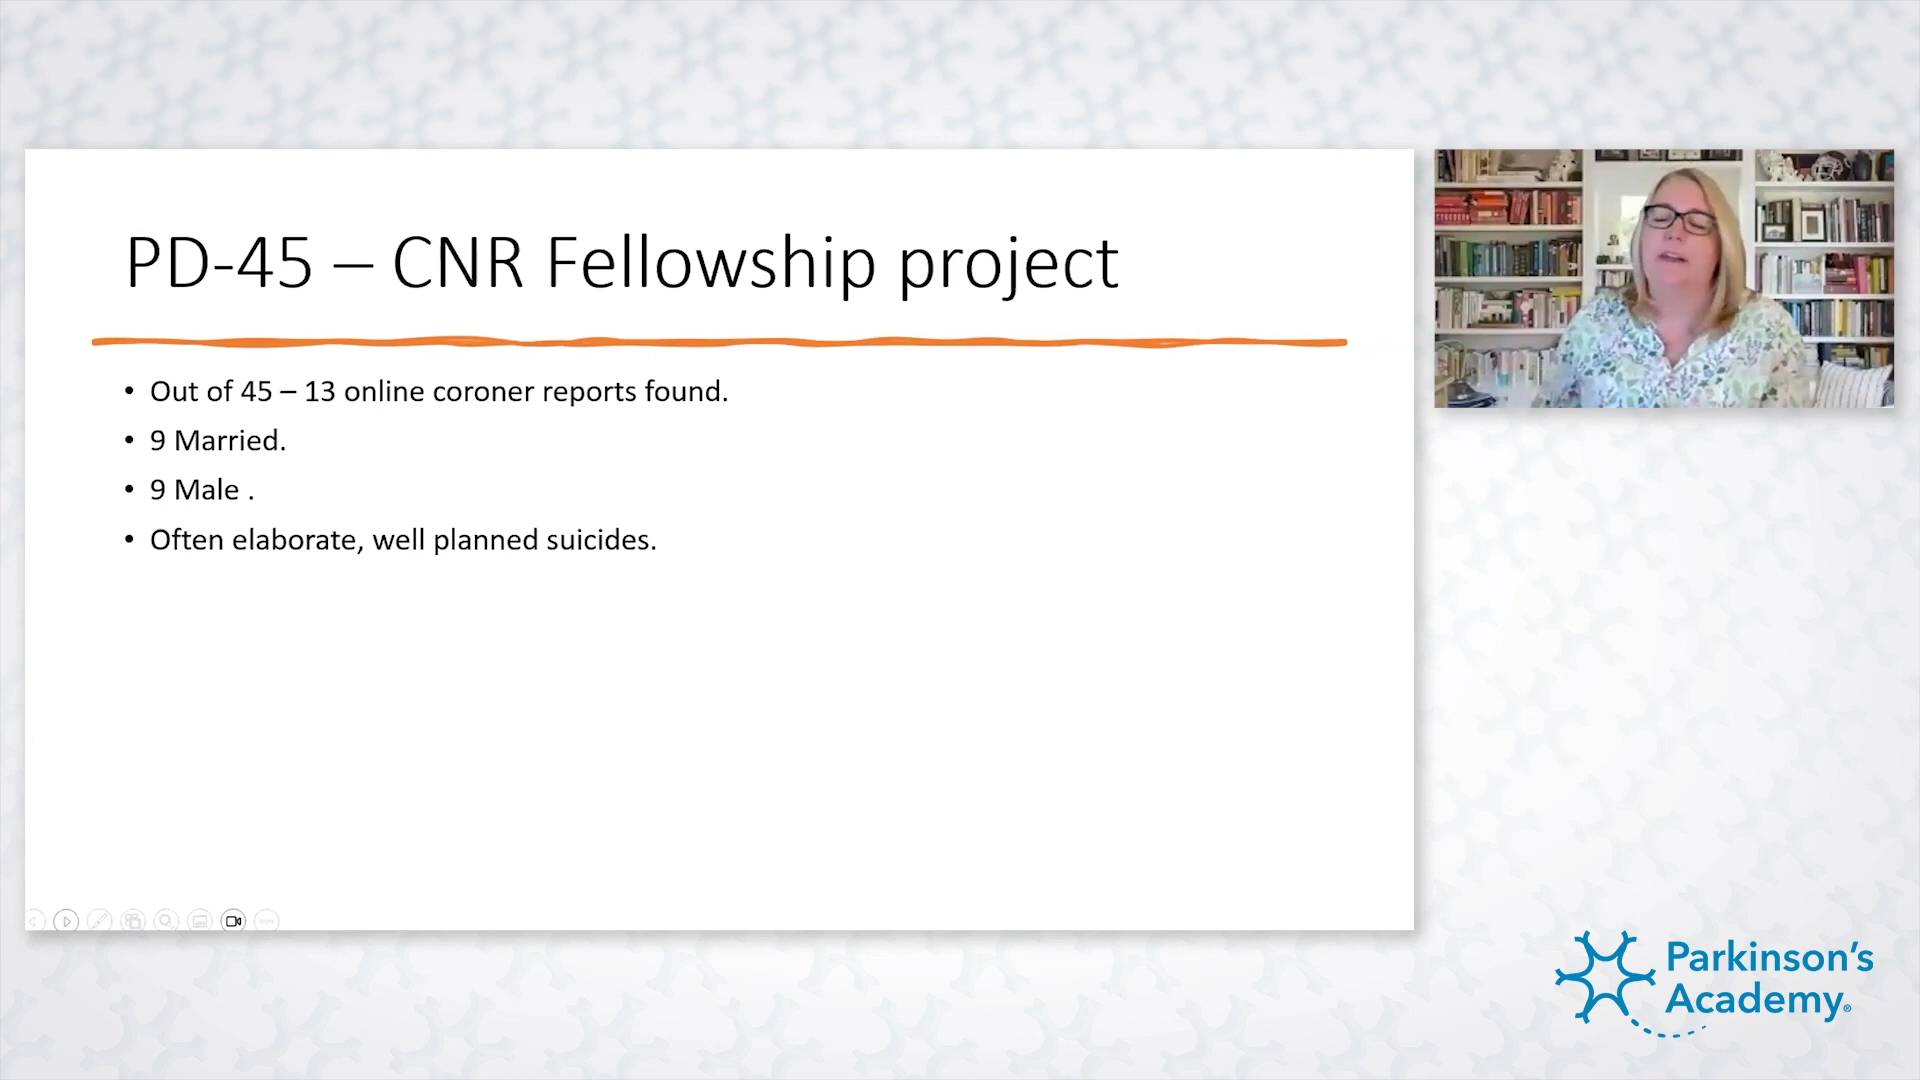 PD-45 – CNR Fellowship project
• Out of 45 – 13 online coroner reports found.
• 9 Married.
• 9 Male .
• Often elaborate, well planned suicides.
Parkinson's
Academy®